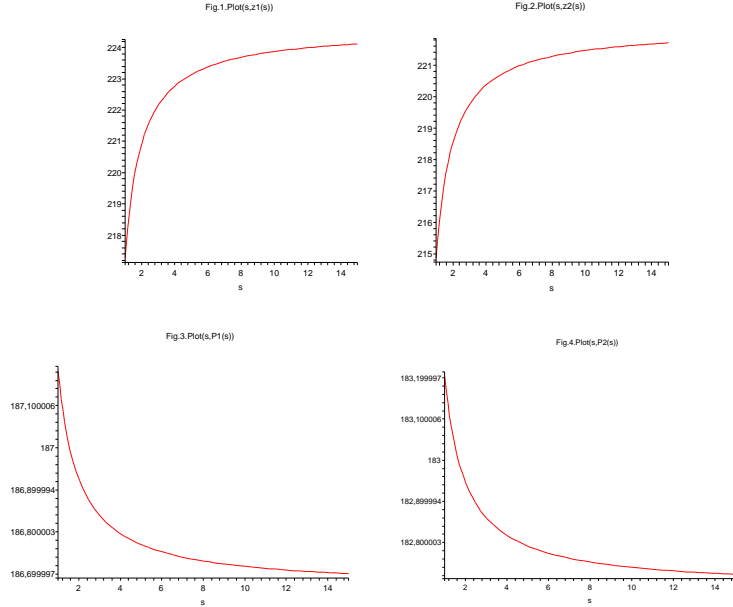 Fig.1.Plot(s,z1(s))
224
223
222
221
220
219
218
2 4 6 8 10 12 14
s
Fig.2.Plot(s,z2(s))
221
220
219
218
217
216
215
2 4 6 8 10 12 14
s
Fig.3.Plot(s,P1(s))
187,100006
187
186,899994
186,800003
186,699997
2 4 6 8 10 12 14
s
Fig.4.Plot(s,P2(s))
183,199997
183,100006
183
182,899994
182,800003
2 4 6 8 10 12 14
s